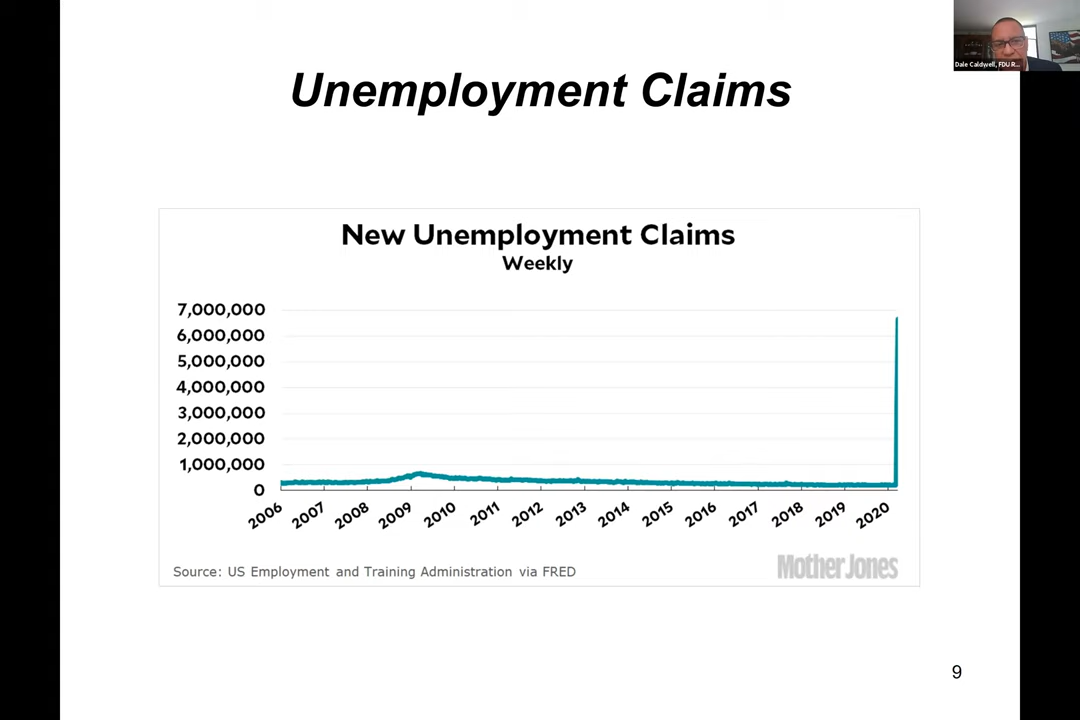 Dale Caldwell, FDU R...
Unemployment Claims
New Unemployment Claims
Weekly
7,000,000
6,000,000
5,000,000
4,000,000
3,000,000
2,000,000
1,000,000
0
2006 2007 2008 2009 2010 2011 2012 2013 2014 2015 2016 2017 2018 2019 2020
Source: US Employment and Training Administration via FRED
Mother Jones
9